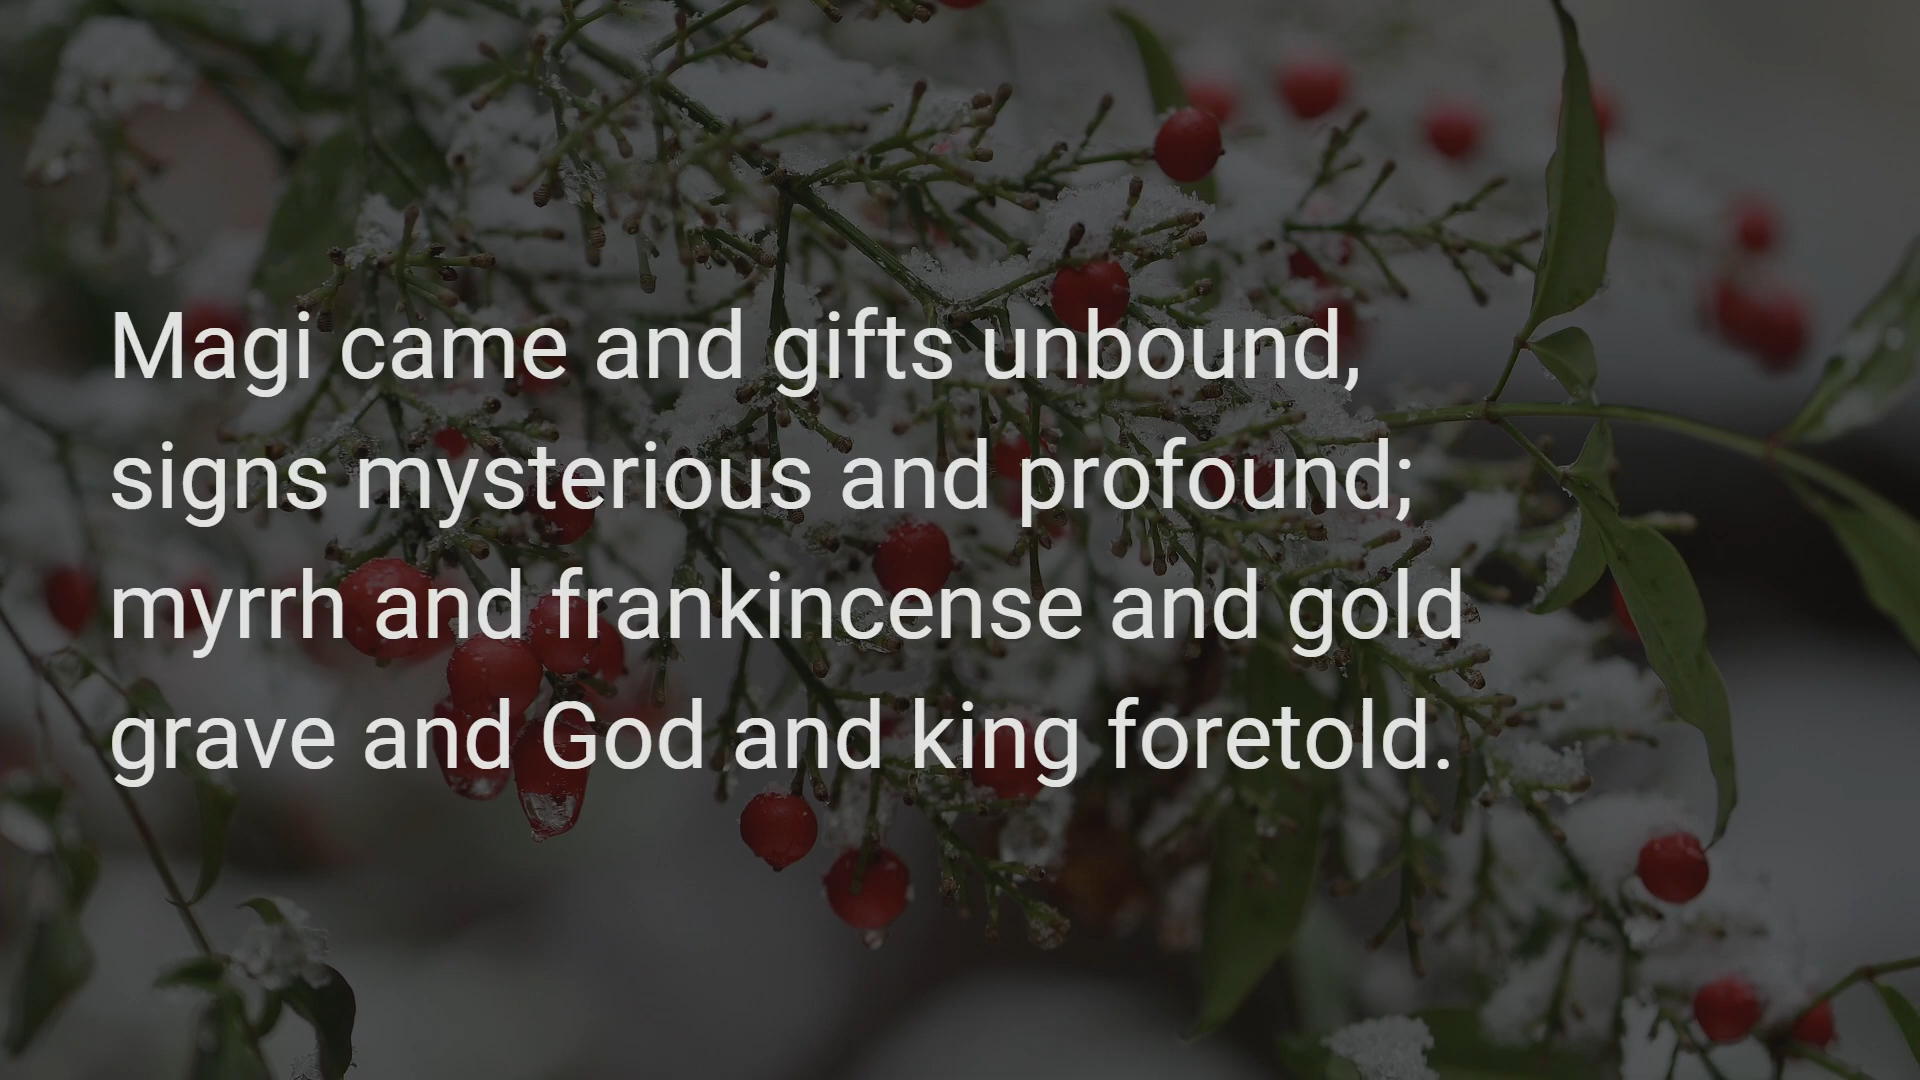 Magi came and gifts unbound,
signs mysterious and profound;
myrrh and frankincense and gold
grave and God and king foretold.